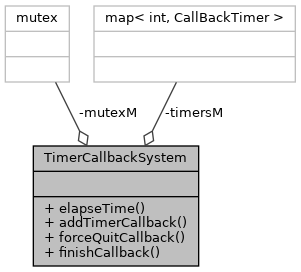 mutex
map< int, CallBackTimer >
-mutexM
-timersM
TimerCallbackSystem
+ elapseTime()
+ addTimerCallback()
+ forceQuitCallback()
+ finishCallback()